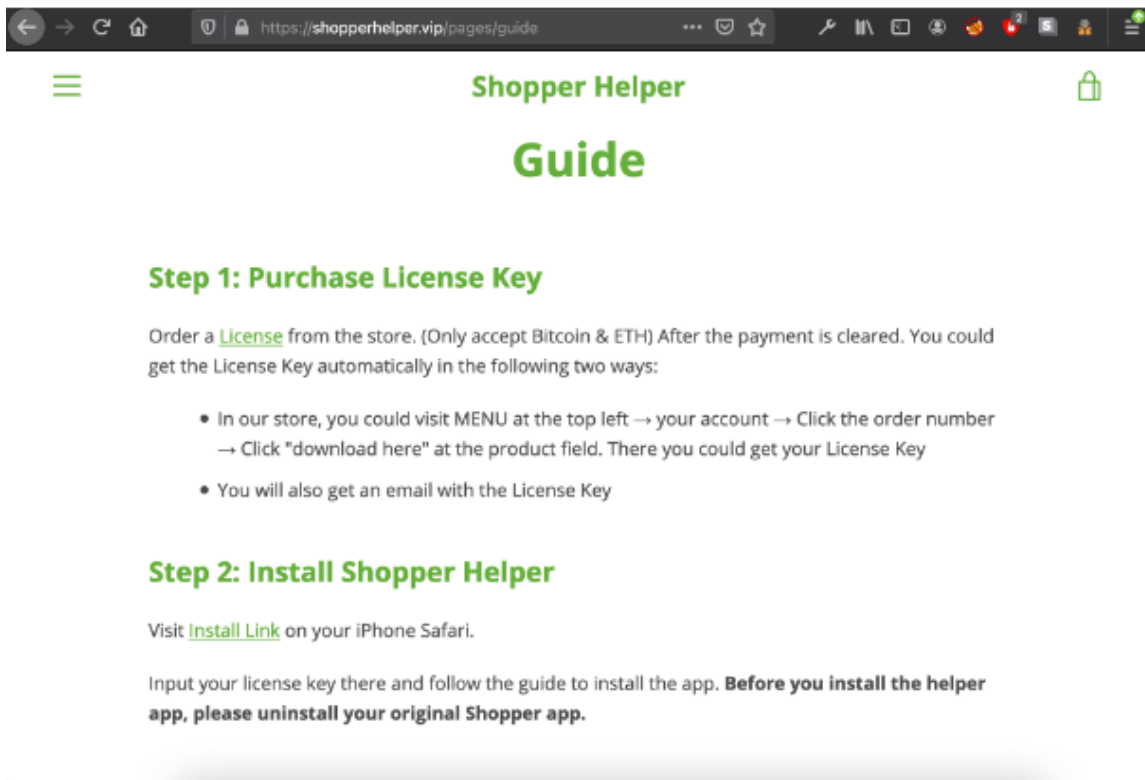 https://shopperhelper.vip/pages/guide
2
S
Shopper Helper
Guide
Step 1: Purchase License Key
Order a License from the store. (Only accept Bitcoin & ETH) After the payment is cleared. You could
get the License Key automatically in the following two ways:
• In our store, you could visit MENU at the top left → your account → Click the order number
→ Click "download here" at the product field. There you could get your License Key
• You will also get an email with the License Key
Step 2: Install Shopper Helper
Visit Install Link on your iPhone Safari.
Input your license key there and follow the guide to install the app. Before you install the helper
app, please uninstall your original Shopper app.